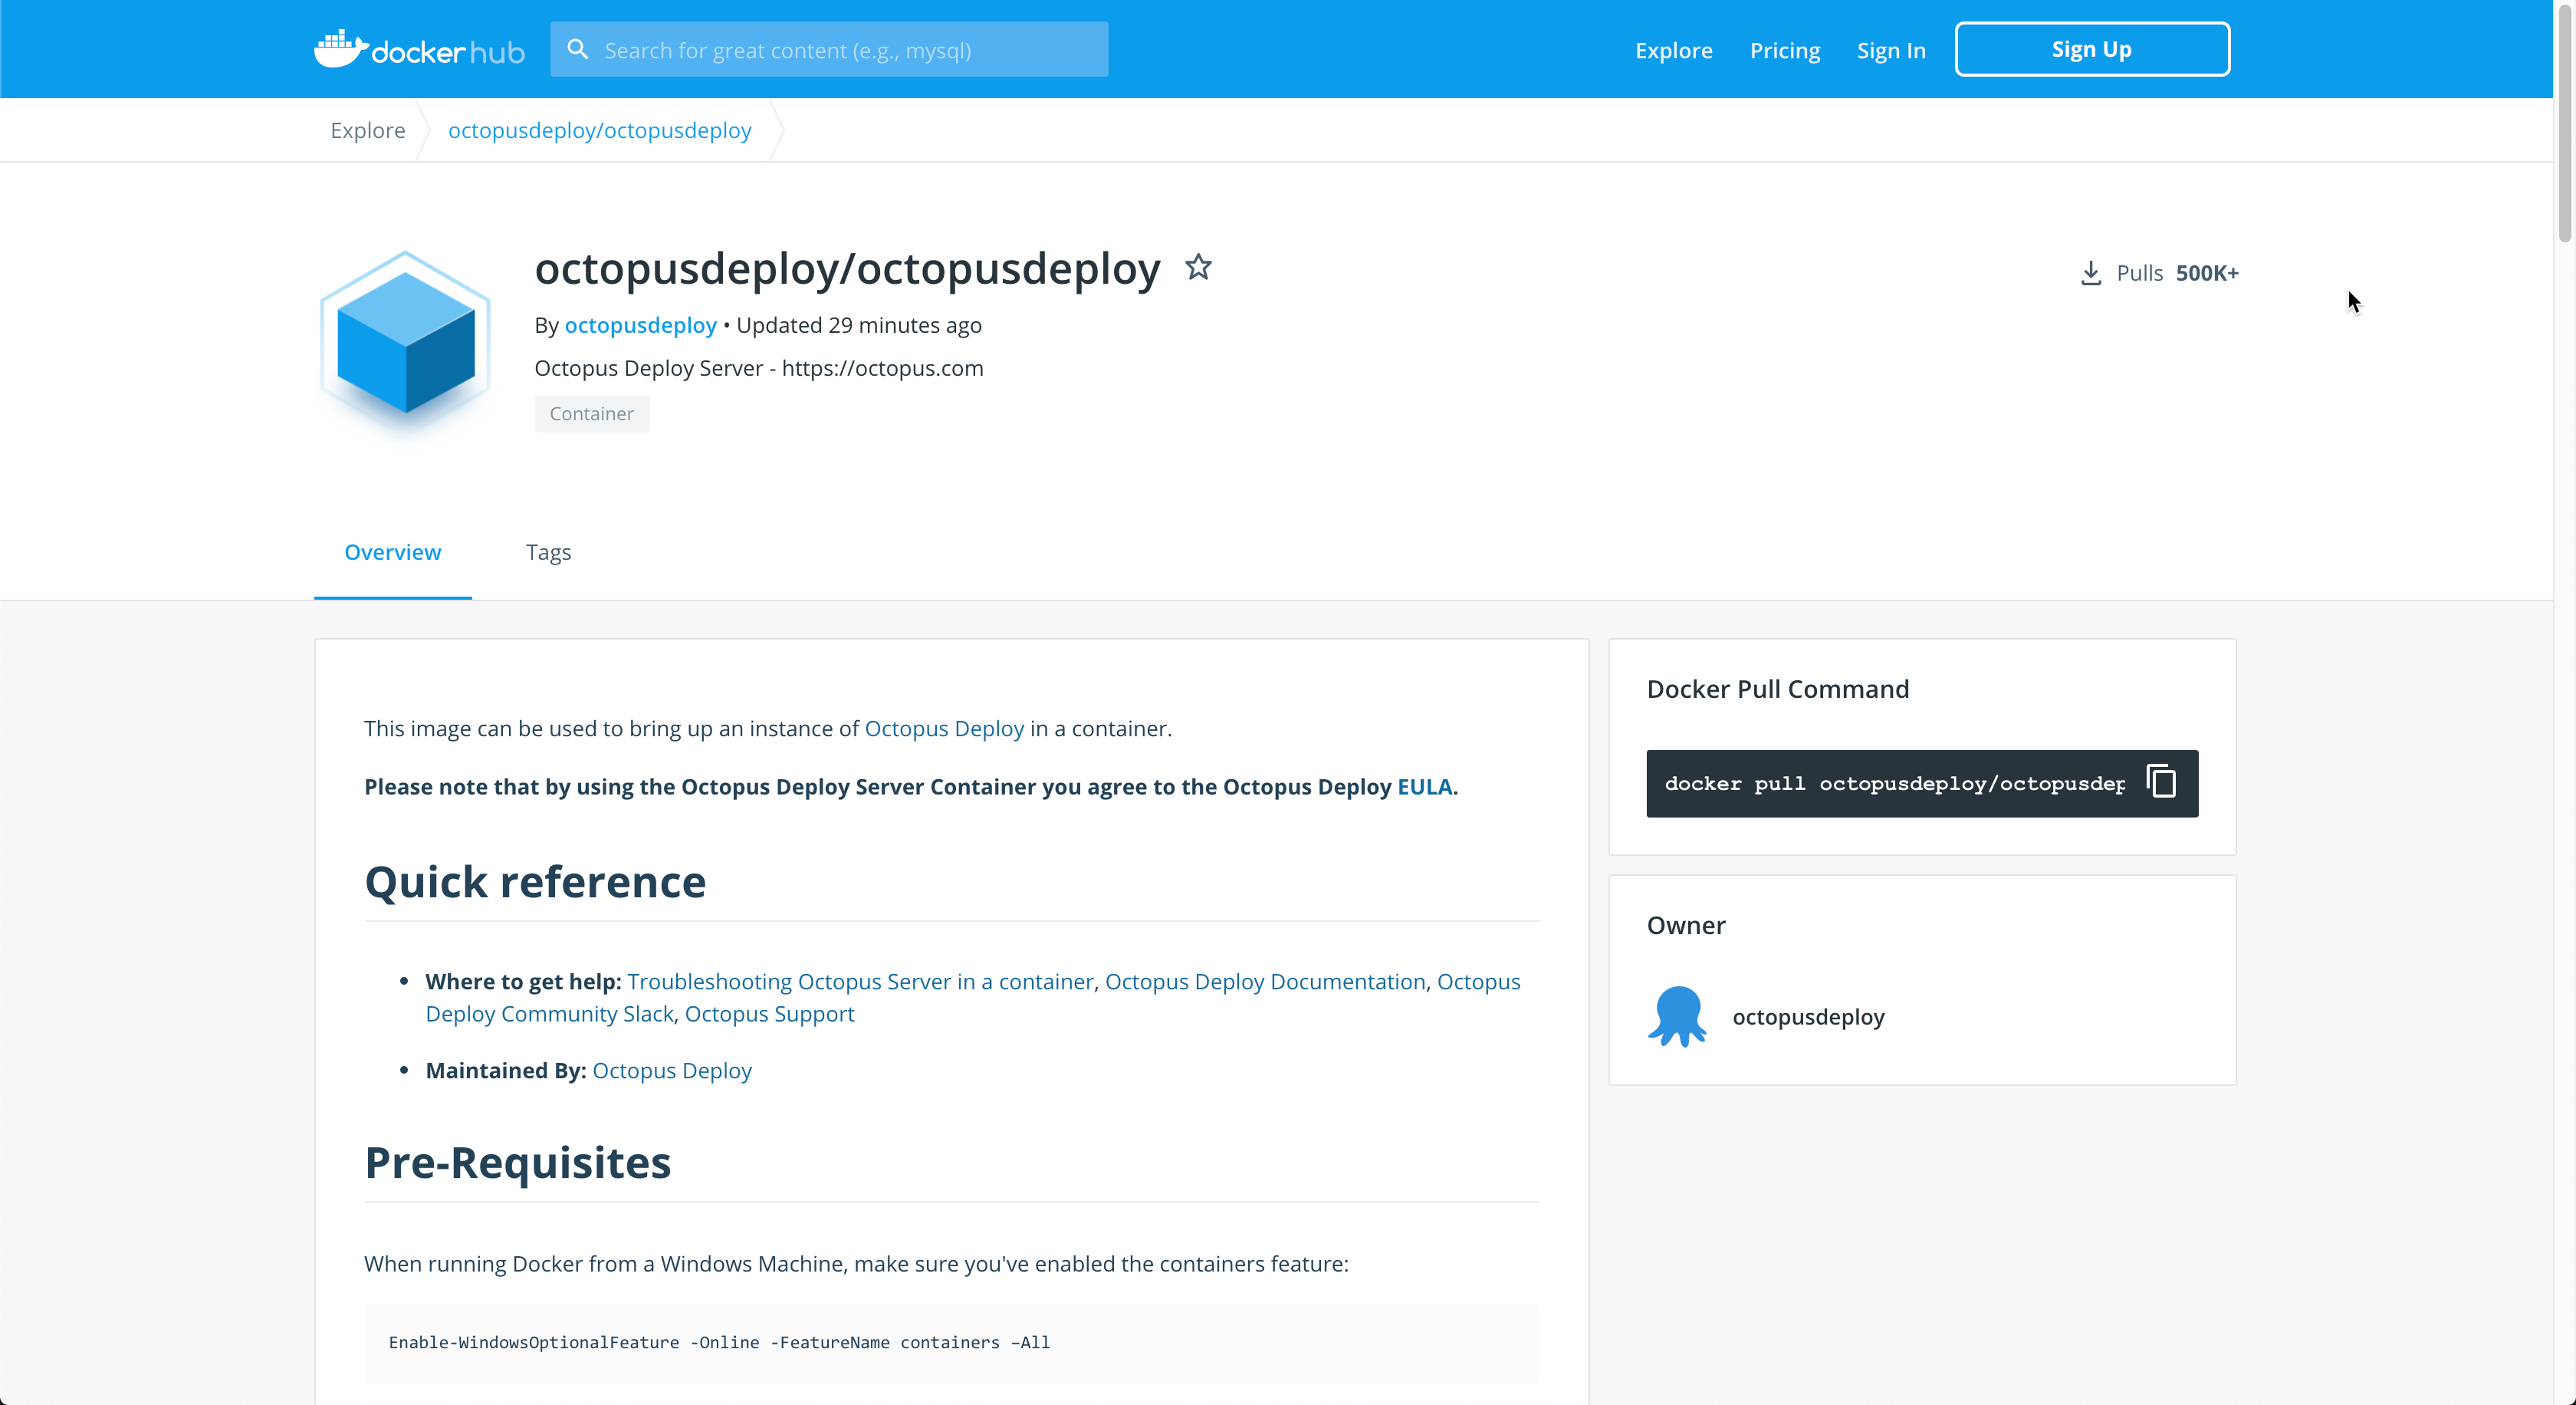 docker hub
Search for great content (e.g., mysql)
Explore
Pricing
Sign In
Sign Up
Explore
octopusdeploy/octopusdeploy
octopusdeploy/octopusdeploy
Pulls 500K+
By octopusdeploy • Updated 29 minutes ago
Octopus Deploy Server - https://octopus.com
Container
Overview
Tags
This image can be used to bring up an instance of Octopus Deploy in a container.
Please note that by using the Octopus Deploy Server Container you agree to the Octopus Deploy EULA.
Quick reference
• Where to get help: Troubleshooting Octopus Server in a container, Octopus Deploy Documentation, Octopus
Deploy Community Slack, Octopus Support
• Maintained By: Octopus Deploy
Pre-Requisites
When running Docker from a Windows Machine, make sure you've enabled the containers feature:
Enable-WindowsOptionalFeature -Online -FeatureName containers –All
Docker Pull Command
docker pull octopusdeploy/octopusdep
Owner
octopusdeploy